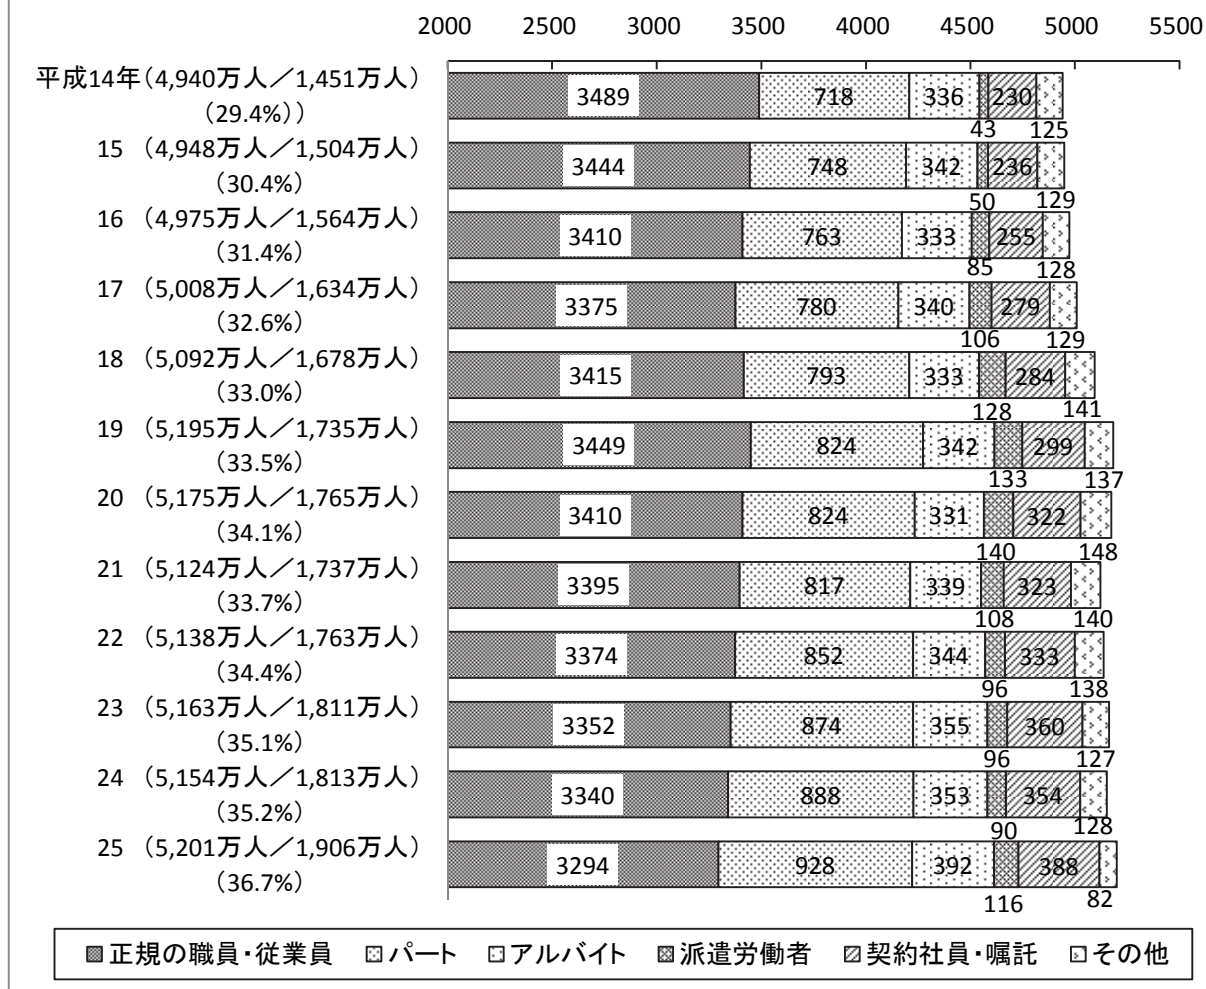 2000 2500 3000 3500 4000 4500 5000 5500
平成14年(4,940万人／1,451万人)
(29.4%))
3489 718 336 230
43 125
15 (4,948万人／1,504万人)
(30.4%)
3444 748 342 236
50 129
16 (4,975万人／1,564万人)
(31.4%)
3410 763 333 255
85 128
17 (5,008万人／1,634万人)
(32.6%)
3375 780 340 279
106 129
18 (5,092万人／1,678万人)
(33.0%)
3415 793 333 284
128 141
19 (5,195万人／1,735万人)
(33.5%)
3449 824 342 299
133 137
20 (5,175万人／1,765万人)
(34.1%)
3410 824 331 322
140 148
21 (5,124万人／1,737万人)
(33.7%)
3395 817 339 323
108 140
22 (5,138万人／1,763万人)
(34.4%)
3374 852 344 333
96 138
23 (5,163万人／1,811万人)
(35.1%)
3352 874 355 360
96 127
24 (5,154万人／1,813万人)
(35.2%)
3340 888 353 354
90 128
25 (5,201万人／1,906万人)
(36.7%)
3294 928 392 388
116 82
正規の職員・従業員 パート アルバイト 派遣労働者 契約社員・嘱託 その他